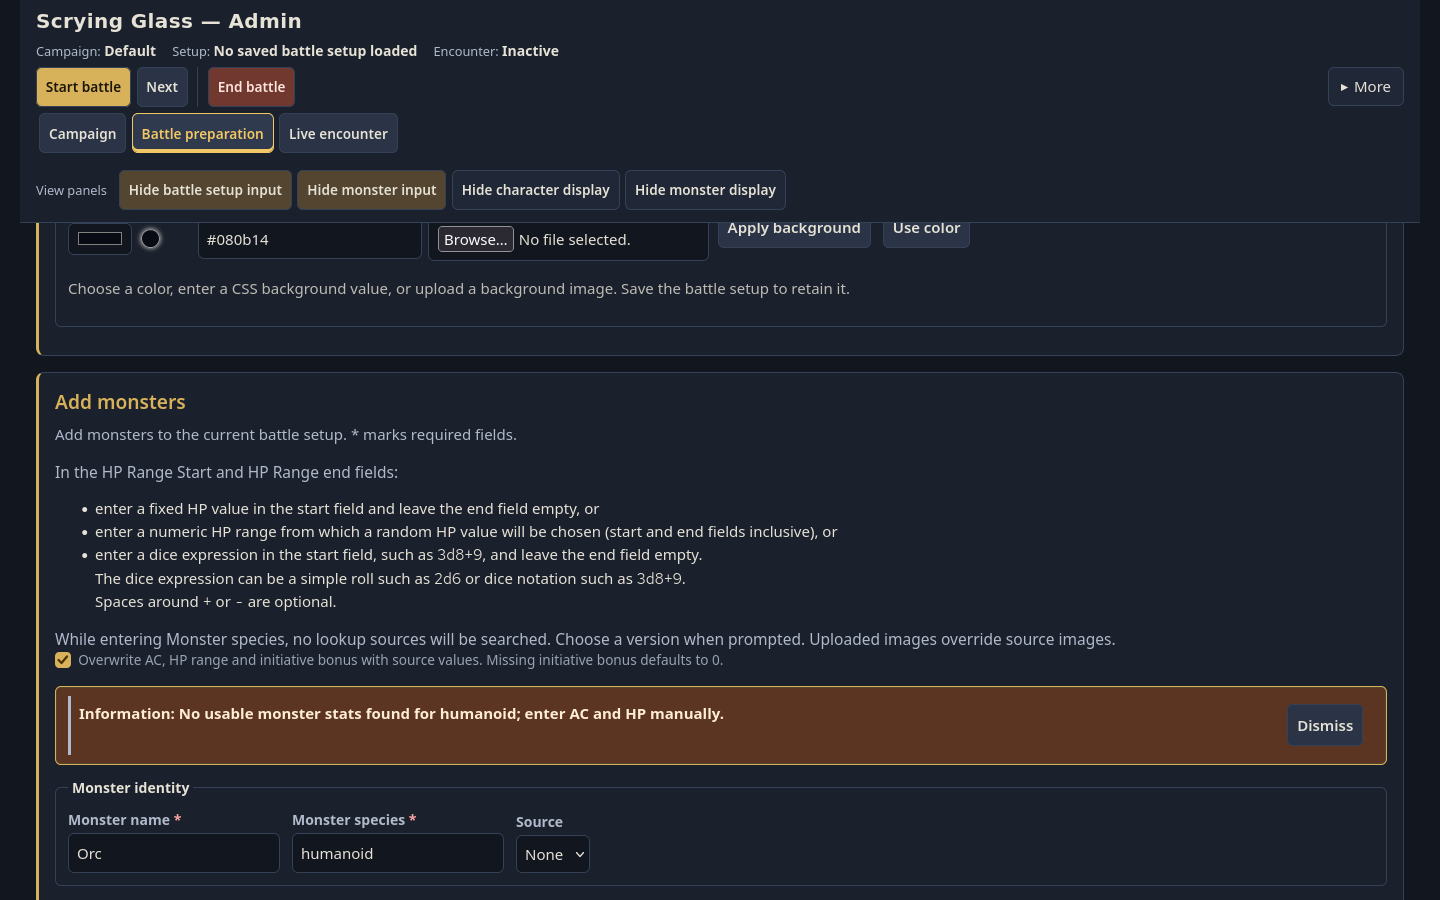 Scrying Glass — Admin
Campaign: Default Setup: No saved battle setup loaded Encounter: Inactive
Start battle Next End battle ▸ More
Campaign Battle preparation Live encounter
View panels Hide battle setup input Hide monster input Hide character display Hide monster display
#080b14 Browse... No file selected. Apply background Use color
Choose a color, enter a CSS background value, or upload a background image. Save the battle setup to retain it.
Add monsters
Add monsters to the current battle setup. * marks required fields.
In the HP Range Start and HP Range end fields:
• enter a fixed HP value in the start field and leave the end field empty, or
• enter a numeric HP range from which a random HP value will be chosen (start and end fields inclusive), or
• enter a dice expression in the start field, such as 3d8+9, and leave the end field empty.
The dice expression can be a simple roll such as 2d6 or dice notation such as 3d8+9.
Spaces around + or - are optional.
While entering Monster species, no lookup sources will be searched. Choose a version when prompted. Uploaded images override source images.
Overwrite AC, HP range and initiative bonus with source values. Missing initiative bonus defaults to 0.
Information: No usable monster stats found for humanoid; enter AC and HP manually. Dismiss
Monster identity
Monster name * Monster species * Source
Orc humanoid None